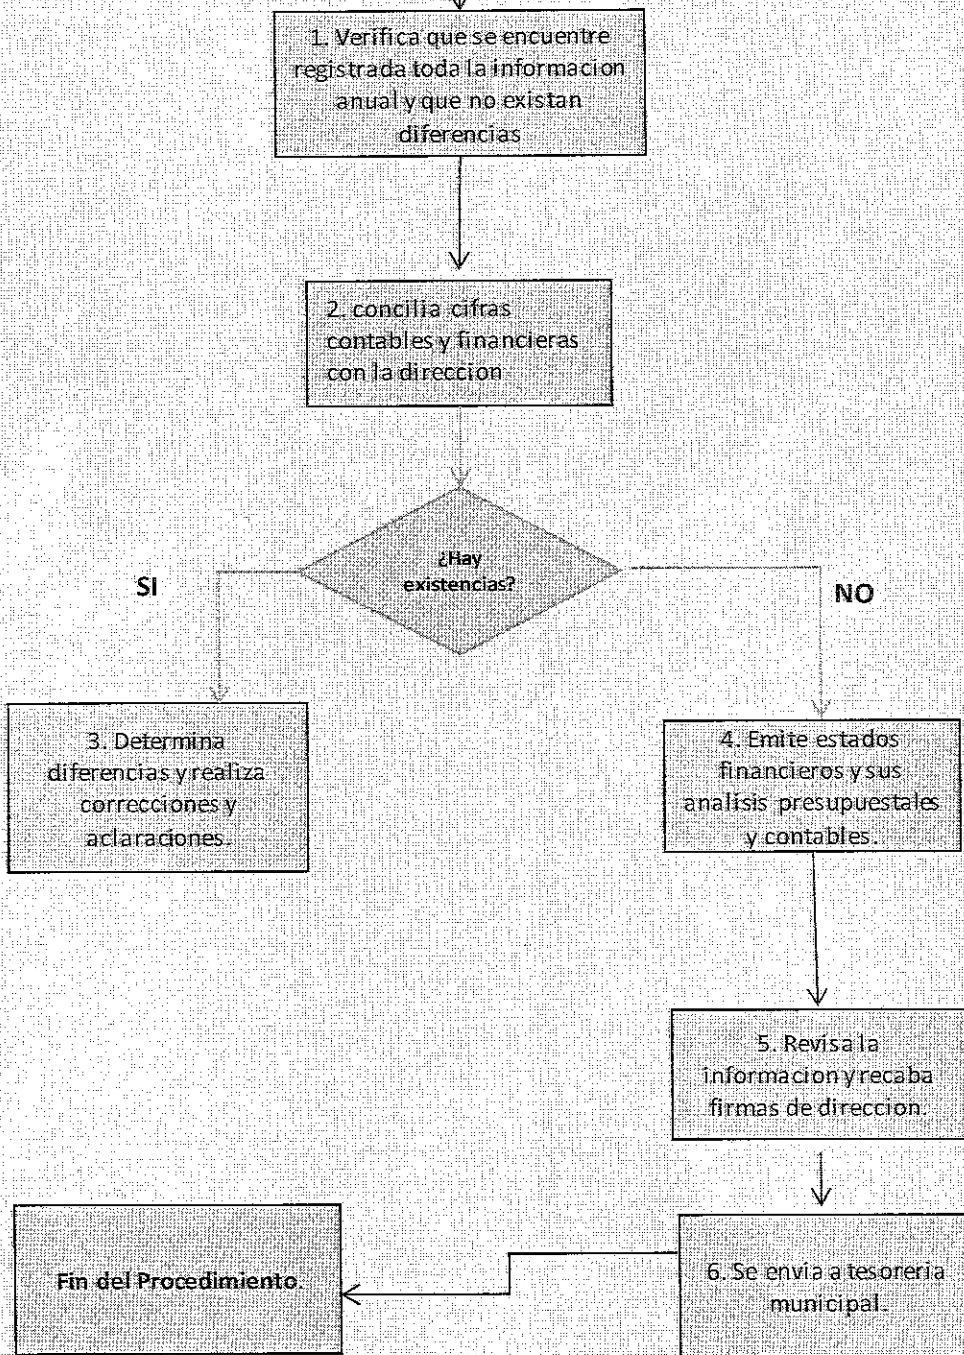 1. Verifica que se encuentre
registrada toda la informacion
anual y que no existan
diferencias
2. concilia cifras
contables y financieras
con la direccion
¿Hay
existencias?
SI
NO
3. Determina
diferencias y realiza
correcciones y
aclaraciones.
4. Emite estados
financieros y sus
analisis presupuestales
y contables.
5. Revisa la
informacion y recaba
firmas de direccion.
6. Se envia a tesoreria
municipal.
Fin del Procedimiento.